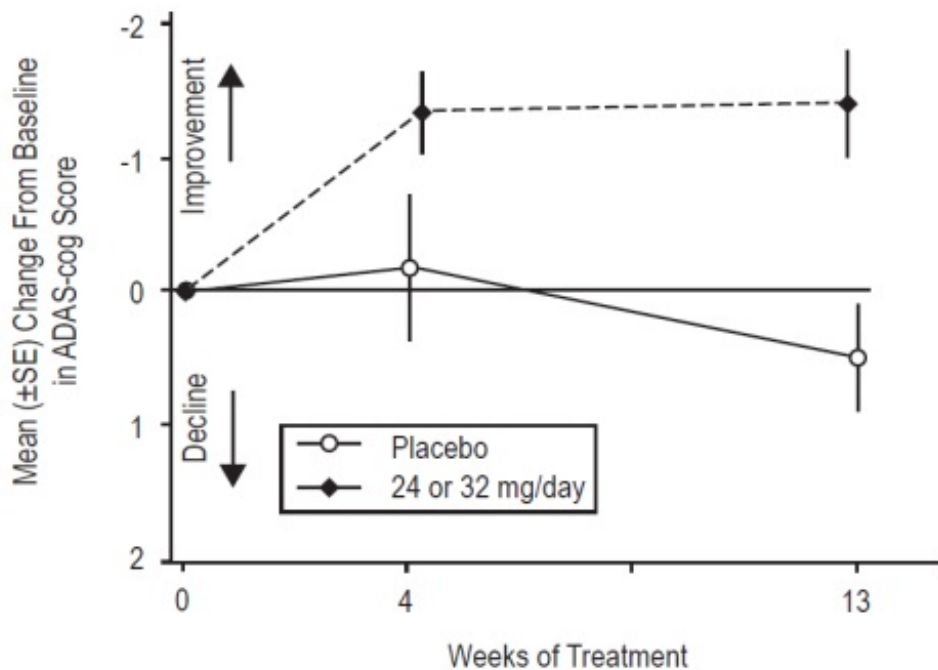 Mean (±SE) Change From Baseline
in ADAS-cog Score
-2
-1
0
1
2
Improvement
Decline
Placebo
24 or 32 mg/day
0
4
13
Weeks of Treatment